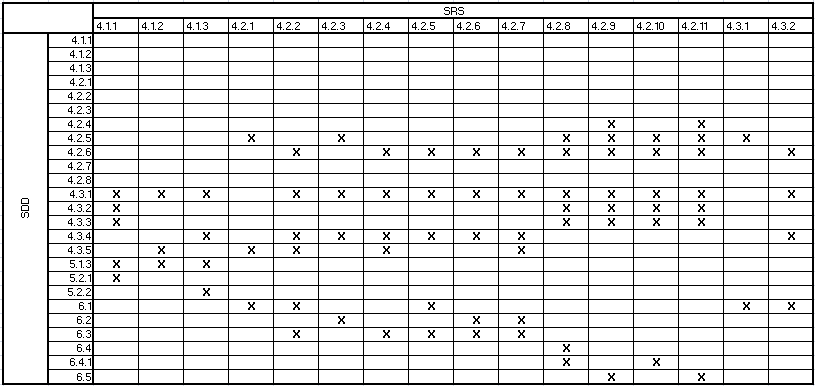 SRS
4.1.1 4.1.2 4.1.3 4.2.1 4.2.2 4.2.3 4.2.4 4.2.5 4.2.6 4.2.7 4.2.8 4.2.9 4.2.10 4.2.11 4.3.1 4.3.2
SDD
4.1.1
4.1.2
4.1.3
4.2.1
4.2.2
4.2.3
4.2.4 X X
4.2.5 X X X X X X X
4.2.6 X X X X X X X X X X
4.2.7
4.2.8
4.3.1 X X X X X X X X X X X X X X
4.3.2 X X X X X
4.3.3 X X X X X
4.3.4 X X X X X X X X
4.3.5 X X X X X
5.1.3 X X X
5.2.1 X
5.2.2 X
6.1 X X X X X
6.2 X X X
6.3 X X X X X
6.4 X
6.4.1 X X
6.5 X X